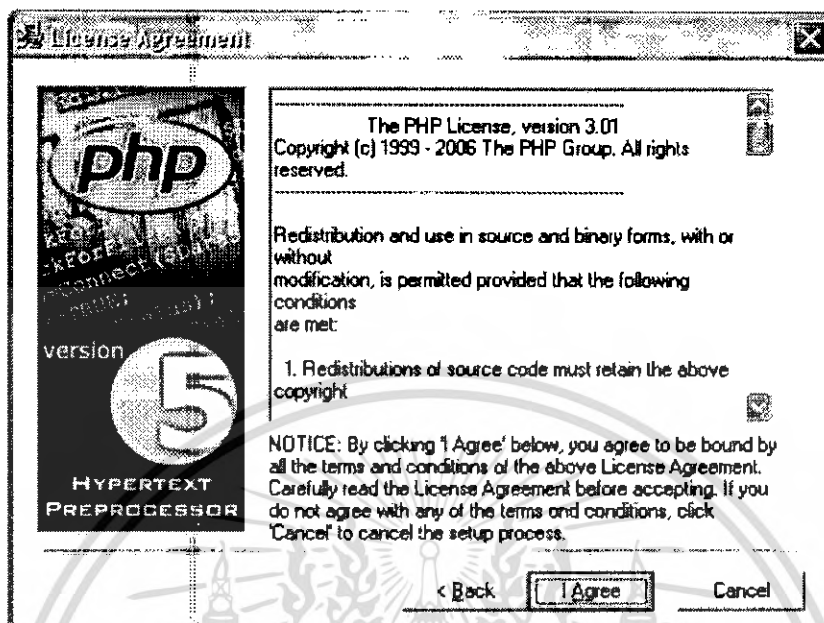 License Agreement
The PHP License, version 3.01
Copyright (c) 1999 - 2006 The PHP Group. All rights
reserved.
Redistribution and use in source and binary forms, with or
without
modification, is permitted provided that the following
conditions
are met:
1. Redistributions of source code must retain the above
copyright
php
version
5
HYPERTEXT
PREPROCESSOR
NOTICE: By clicking 'I Agree' below, you agree to be bound by
all the terms and conditions of the above License Agreement.
Carefully read the License Agreement before accepting. If you
do not agree with any of the terms and conditions, click
'Cancel' to cancel the setup process.
< Back
I Agree
Cancel